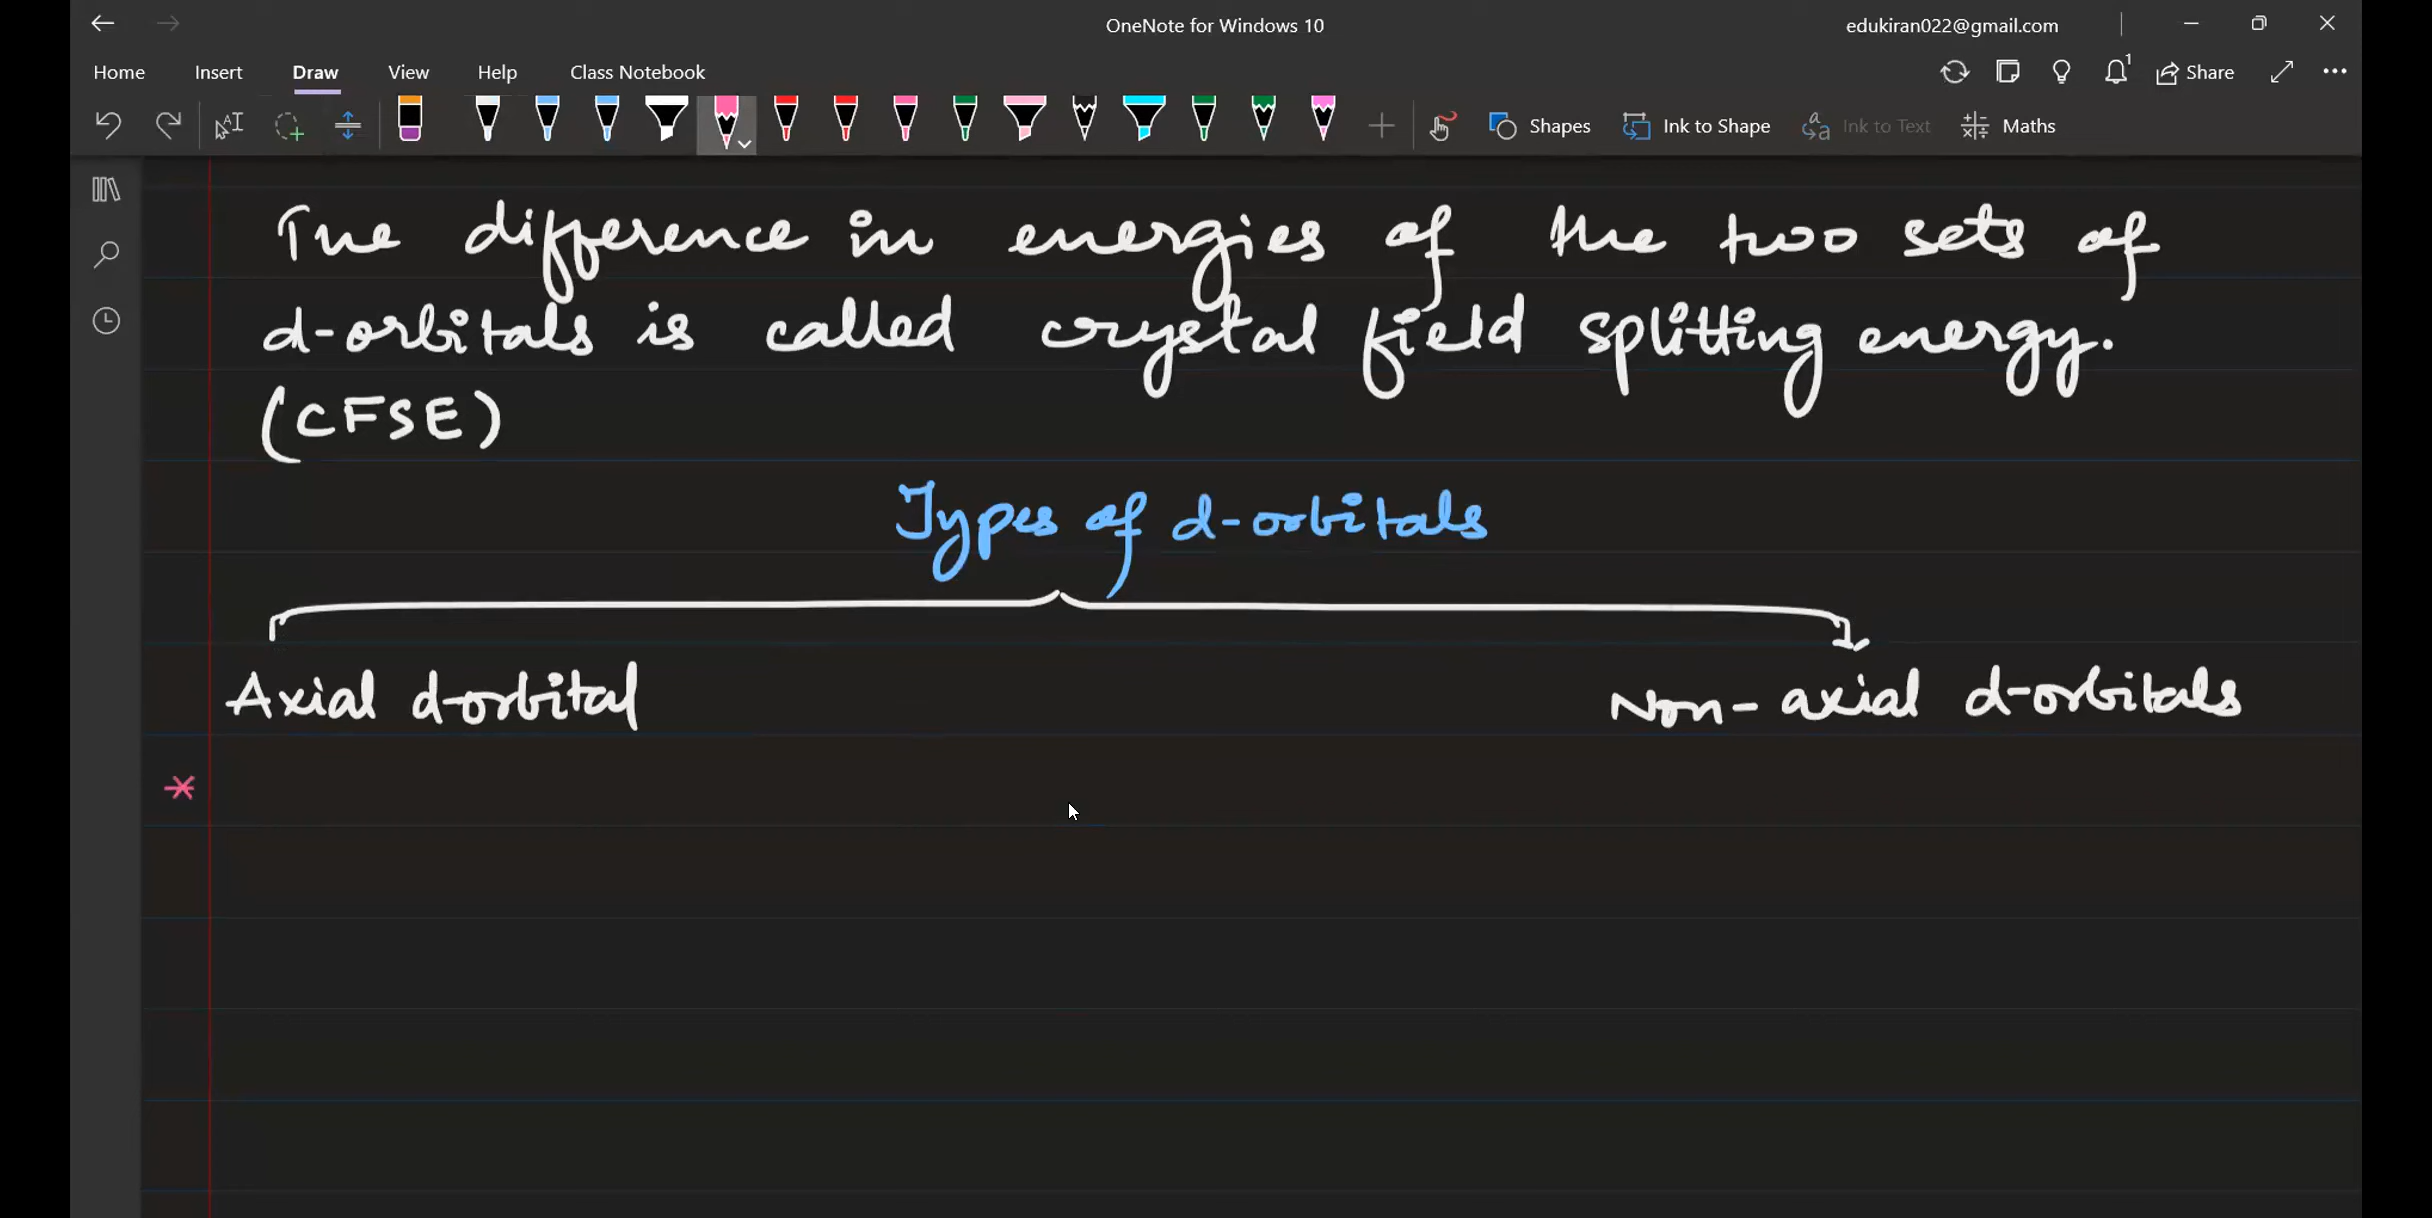 OneNote for Windows 10
edukiran022@gmail.com
Home Insert Draw View Help Class Notebook
1
Share
Shapes Ink to Shape Ink to Text Maths
The difference in energies of the two sets of
d-orbitals is called crystal field splitting energy.
(CFSE)
Types of d-orbitals
Axial d-orbital Non-axial d-orbitals
*